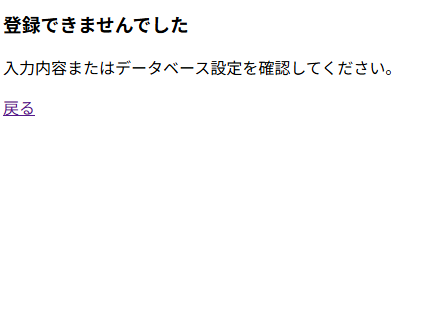 登録できませんでした
入力内容またはデータベース設定を確認してください。
戻る